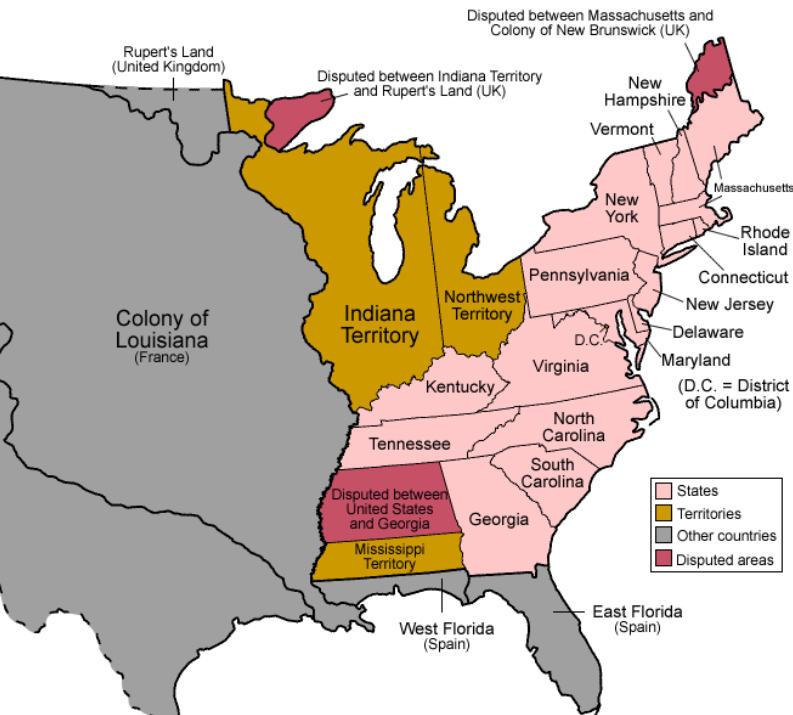 Disputed between Massachusetts and
Colony of New Brunswick (UK)
Rupert's Land
(United Kingdom)
Disputed between Indiana Territory
and Rupert's Land (UK)
New
Hampshire
Vermont
Massachusetts
New
York
Rhode
Island
Connecticut
Pennsylvania
New Jersey
Northwest
Territory
Indiana
Territory
Colony of
Louisiana
(France)
D.C.
Delaware
Maryland
Virginia
(D.C. = District
of Columbia)
Kentucky
North
Carolina
Tennessee
South
Carolina
Disputed between
United States
and Georgia
Georgia
Mississippi
Territory
States
Territories
Other countries
Disputed areas
West Florida
(Spain)
East Florida
(Spain)